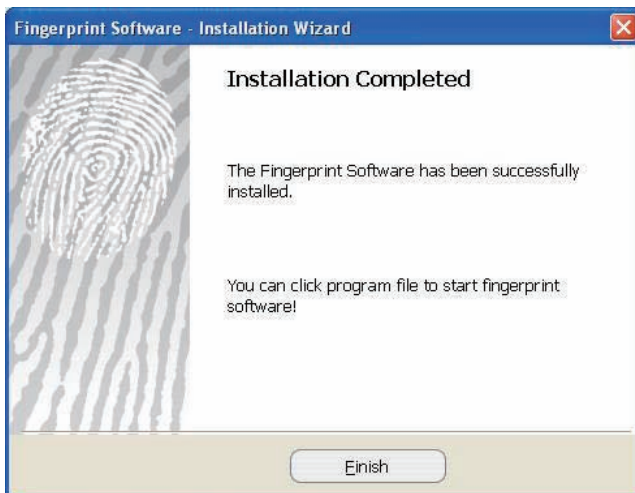 Fingerprint Software - Installation Wizard
Installation Completed
The Fingerprint Software has been successfully
installed.
You can click program file to start fingerprint
software!
Finish